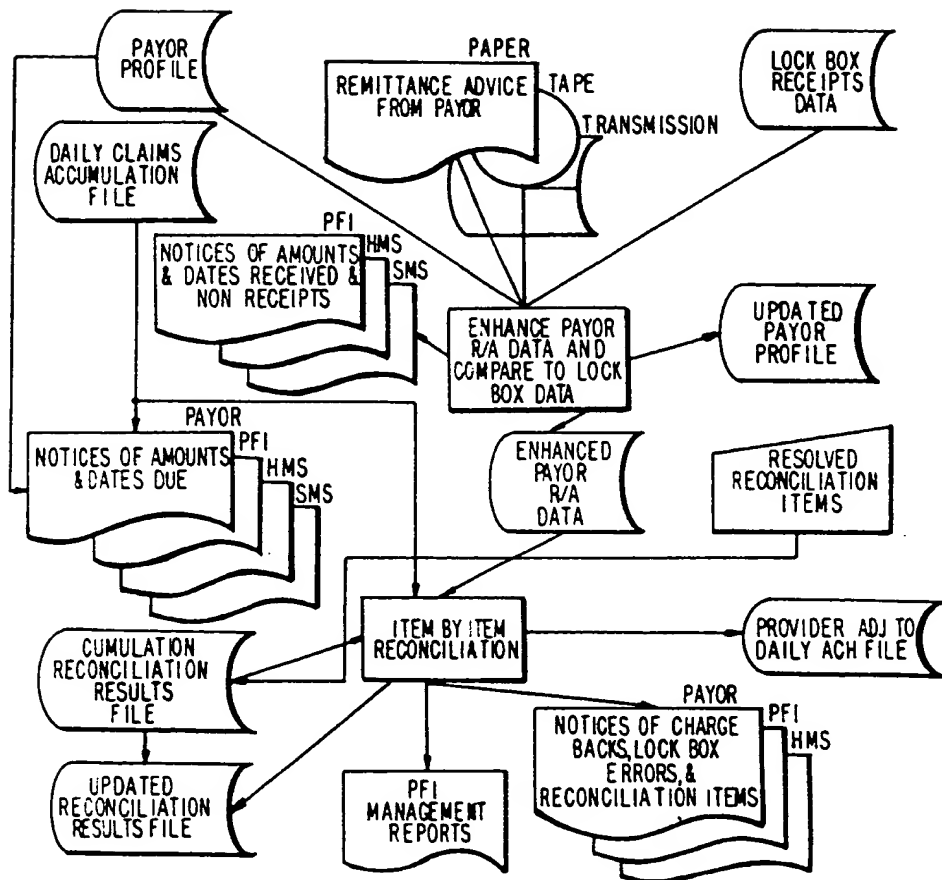 PAYOR
PROFILE
PAPER
REMITTANCE ADVICE
FROM PAYOR
TAPE
TRANSMISSION
LOCK BOX
RECEIPTS
DATA
DAILY CLAIMS
ACCUMULATION
FILE
PFI
HMS
SMS
NOTICES OF AMOUNTS
& DATES RECEIVED &
NON RECEIPTS
ENHANCE PAYOR
R/A DATA AND
COMPARE TO LOCK
BOX DATA
UPDATED
PAYOR
PROFILE
PAYOR
PFI
HMS
SMS
NOTICES OF AMOUNTS
& DATES DUE
ENHANCED
PAYOR
R/A
DATA
RESOLVED
RECONCILIATION
ITEMS
CUMULATION
RECONCILIATION
RESULTS
FILE
ITEM BY ITEM
RECONCILIATION
PROVIDER ADJ TO
DAILY ACH FILE
UPDATED
RECONCILIATION
RESULTS FILE
PFI
MANAGEMENT
REPORTS
PAYOR
PFI
HMS
NOTICES OF CHARGE
BACKS, LOCK BOX
ERRORS, &
RECONCILIATION ITEMS